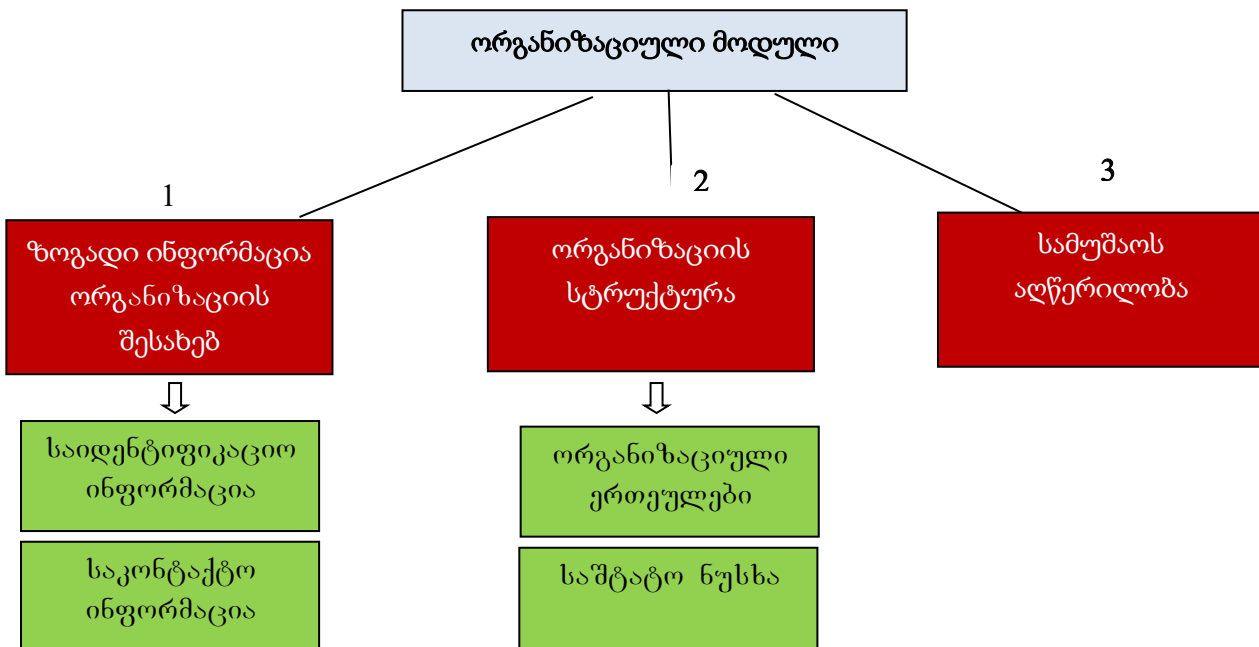 ორგანიზაციული მოდული
1
2
3
ზოგადი ინფორმაცია
ორგანიზაციის
შესახებ
ორგანიზაციის
სტრუქტურა
სამუშაოს
აღწერილობა
საიდენტიფიკაციო
ინფორმაცია
ორგანიზაციული
ერთეულები
საკონტაქტო
ინფორმაცია
საშტატო ნუსხა